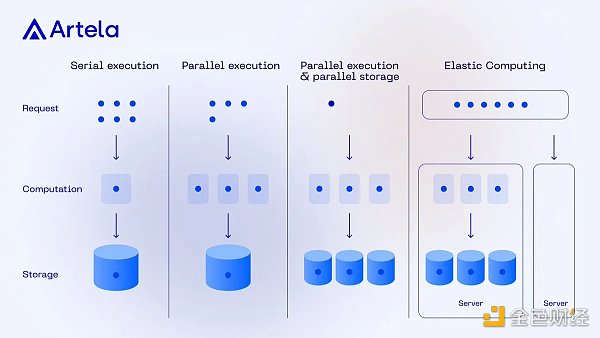 Artela
Serial execution
Parallel execution
Parallel execution
& parallel storage
Elastic Computing
Request
Computation
Storage
Server
Server
金色财经